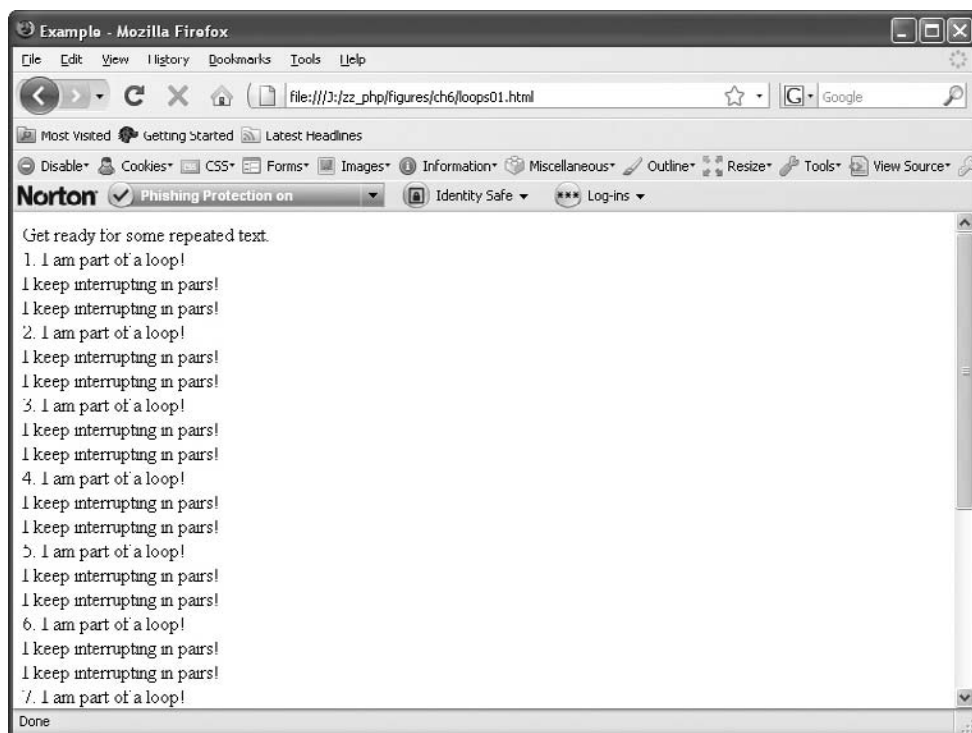 Example - Mozilla Firefox
File Edit View History Bookmarks Tools Help
file:///J:/zz_php/figures/ch6/loops01.html G Google
Most Visited Getting Started Latest Headlines
Disable Cookies CSS Forms Images Information Miscellaneous Outline Resize Tools View Source
Norton Phishing Protection on Identity Safe Log-ins
Get ready for some repeated text.
1. I am part of a loop!
I keep interrupting in pairs!
I keep interrupting in pairs!
2. I am part of a loop!
I keep interrupting in pairs!
I keep interrupting in pairs!
3. I am part of a loop!
I keep interrupting in pairs!
I keep interrupting in pairs!
4. I am part of a loop!
I keep interrupting in pairs!
I keep interrupting in pairs!
5. I am part of a loop!
I keep interrupting in pairs!
I keep interrupting in pairs!
6. I am part of a loop!
I keep interrupting in pairs!
I keep interrupting in pairs!
7. I am part of a loop!
Done